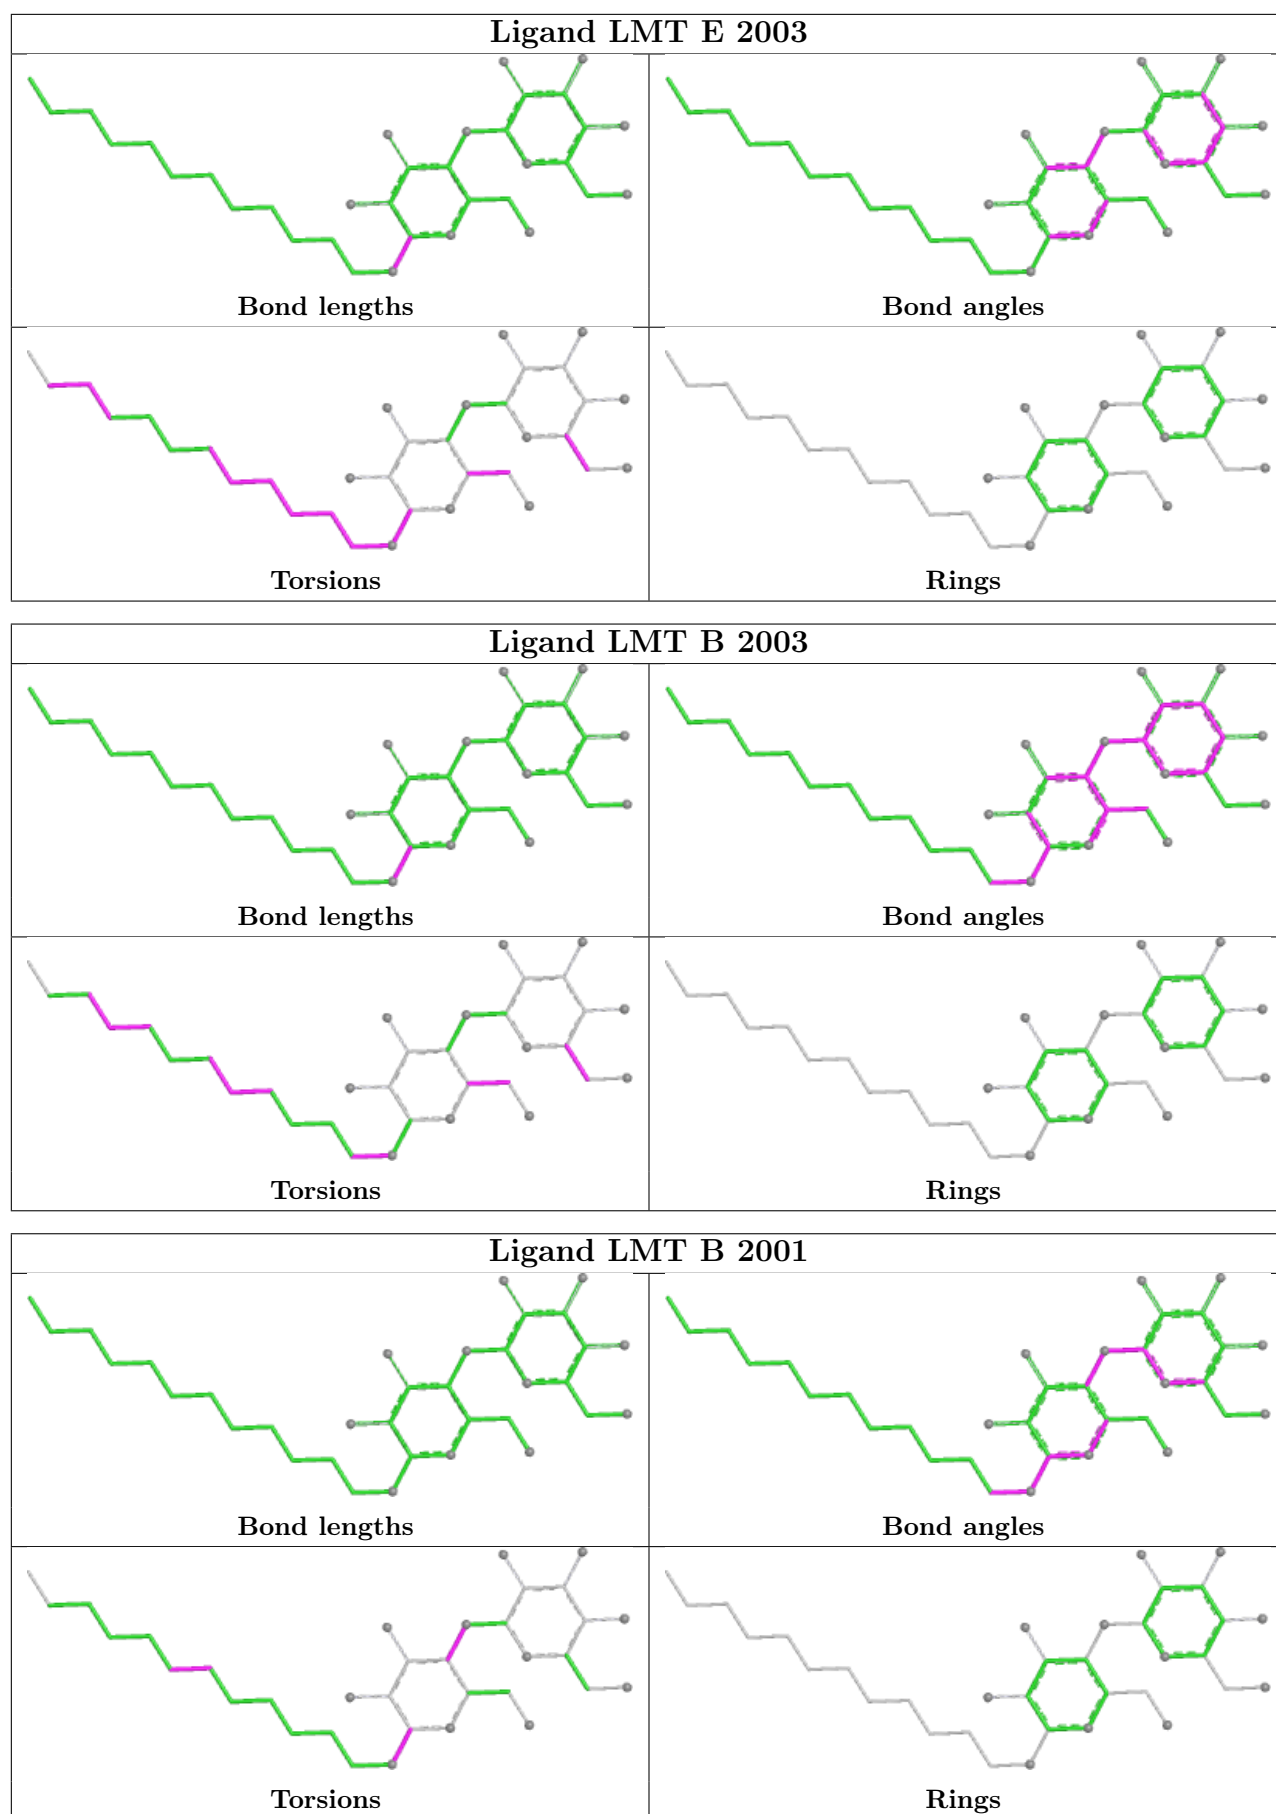 Ligand LMT E 2003
Bond lengths
Bond angles
Torsions
Rings
Ligand LMT B 2003
Bond lengths
Bond angles
Torsions
Rings
Ligand LMT B 2001
Bond lengths
Bond angles
Torsions
Rings